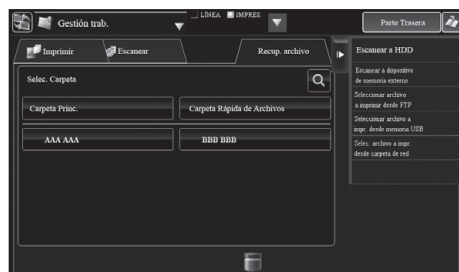 Gestión trab.
LÍNEA
IMPRES.
Parte Trasera
Imprimir
Escanear
Recup. archivo
Escanear a HDD
Selec. Carpeta
Escanear a dispositivo
de memoria externo
Carpeta Princ.
Carpeta Rápida de Archivos
Seleccionar archivo
a imprimir desde FTP
Seleccionar archivo a
impr. desde memoria USB
AAA AAA
BBB BBB
Selec. archivo a impr.
desde carpeta de red